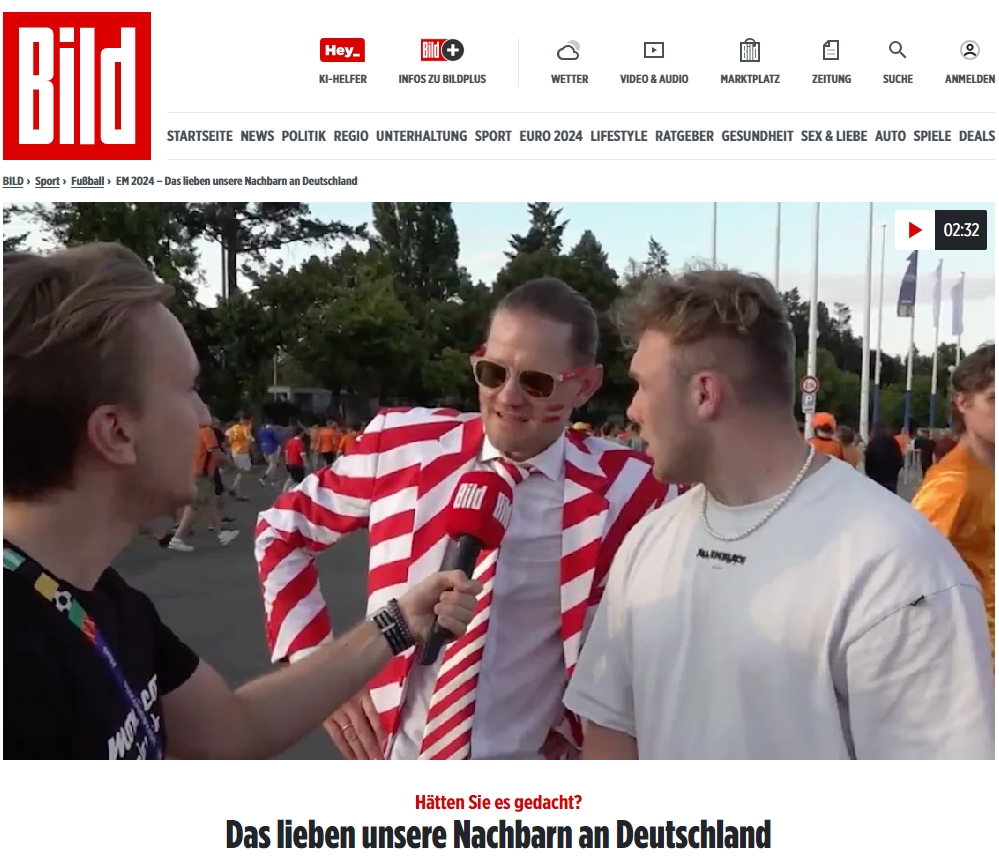 Bild
Hey_
Bild
Bild
KI-HELFER INFOS ZU BILDPLUS WETTER VIDEO & AUDIO MARKTPLATZ ZEITUNG SUCHE ANMELDEN
STARTSEITE NEWS POLITIK REGIO UNTERHALTUNG SPORT EURO 2024 LIFESTYLE RATGEBER GESUNDHEIT SEX & LIEBE AUTO SPIELE DEALS
BILD › Sport › Fußball › EM 2024 – Das lieben unsere Nachbarn an Deutschland
02:32
Bild
Hätten Sie es gedacht?
Das lieben unsere Nachbarn an Deutschland